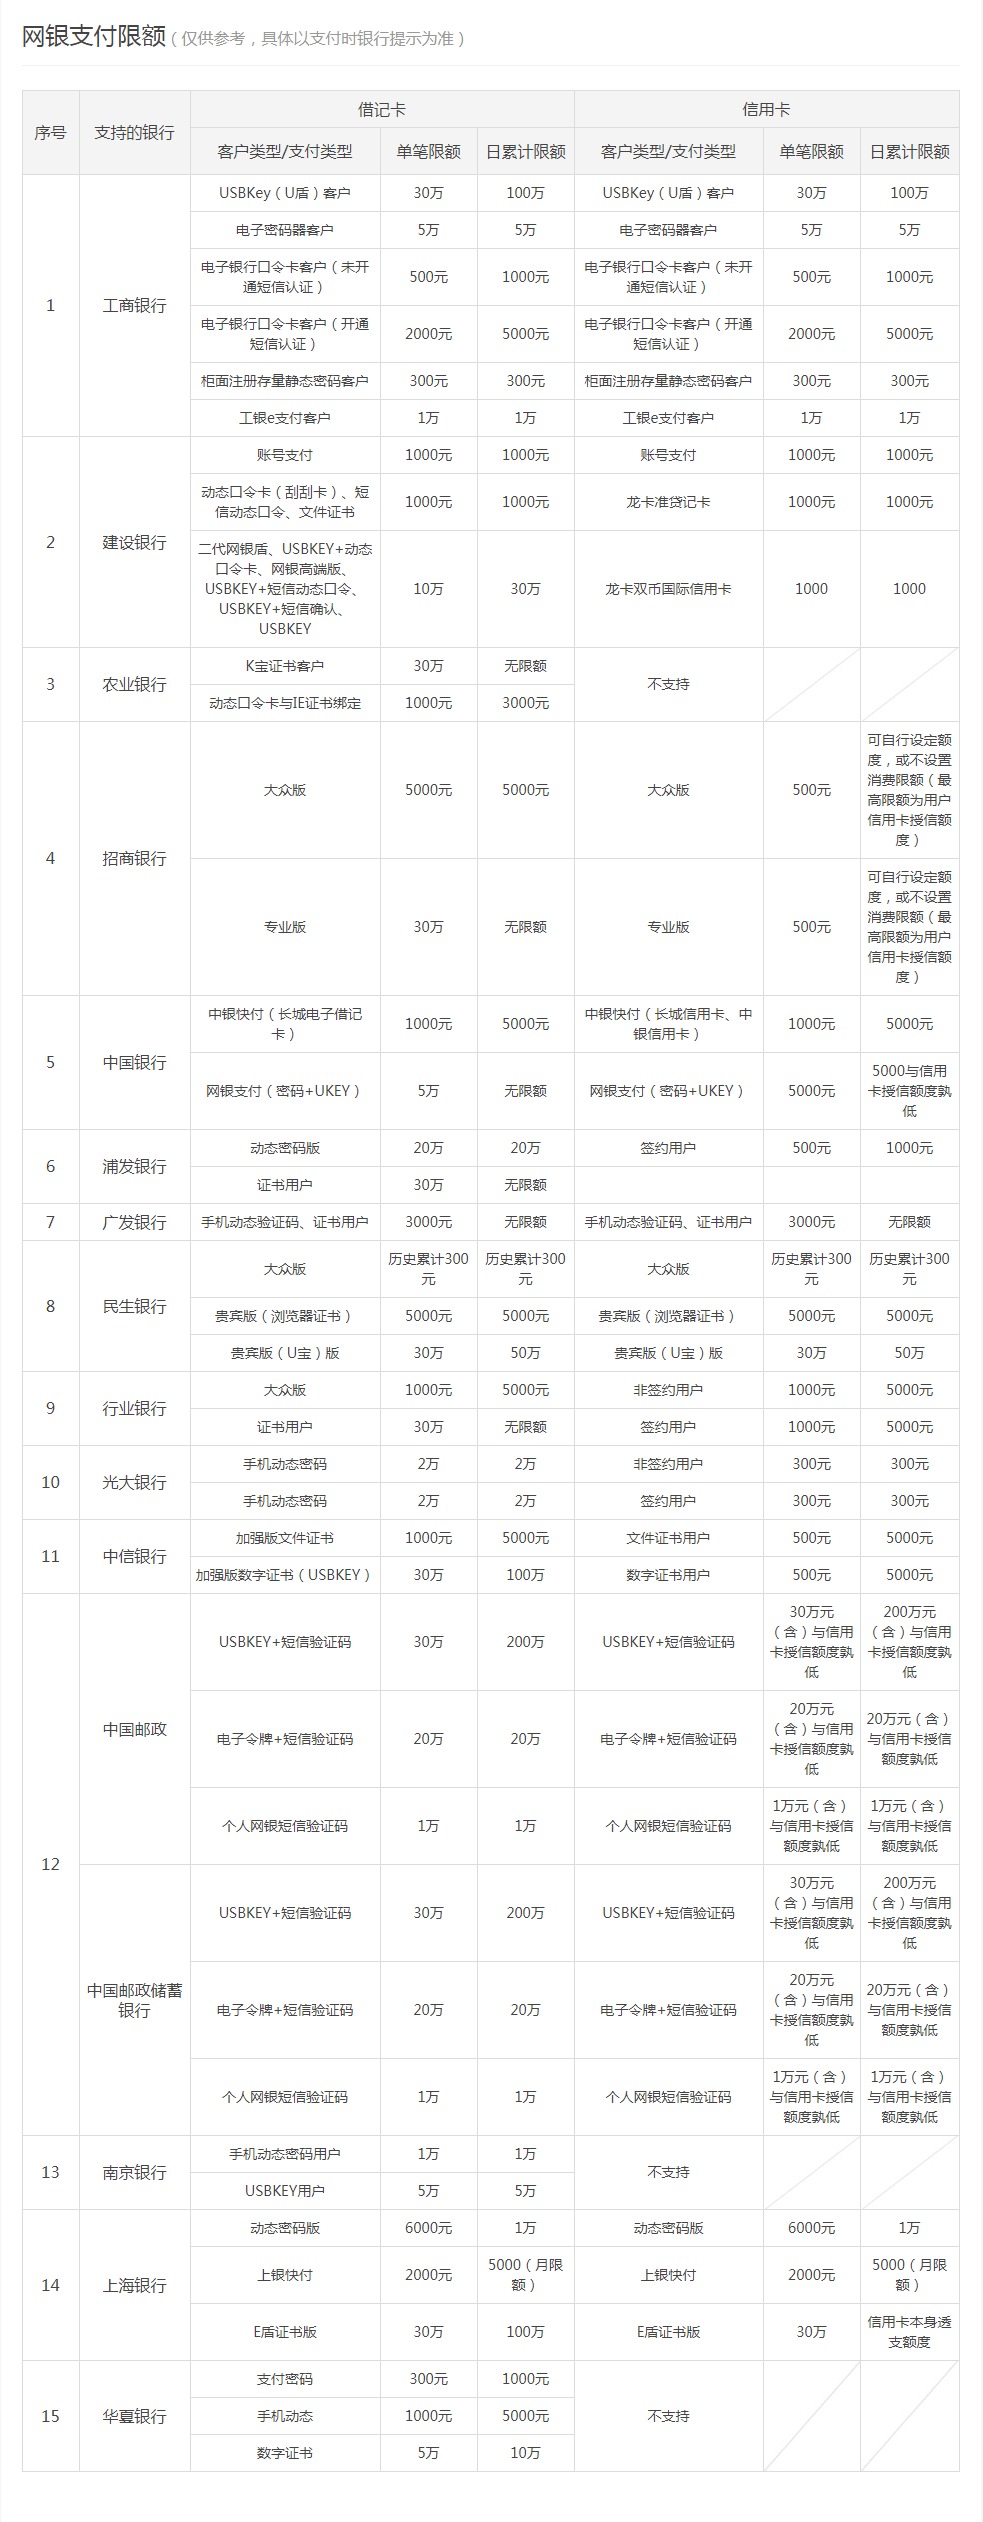 网银支付限额（仅供参考，具体以支付时银行提示为准）
序号 支持的银行 借记卡 信用卡
客户类型/支付类型 单笔限额 日累计限额 客户类型/支付类型 单笔限额 日累计限额
1 工商银行
USBKey（U盾）客户 30万 100万 USBKey（U盾）客户 30万 100万
电子密码器客户 5万 5万 电子密码器客户 5万 5万
电子银行口令卡客户（未开通短信认证） 500元 1000元 电子银行口令卡客户（未开通短信认证） 500元 1000元
电子银行口令卡客户（开通短信认证） 2000元 5000元 电子银行口令卡客户（开通短信认证） 2000元 5000元
柜面注册存量静态密码客户 300元 300元 柜面注册存量静态密码客户 300元 300元
工银e支付客户 1万 1万 工银e支付客户 1万 1万
2 建设银行
账号支付 1000元 1000元 账号支付 1000元 1000元
动态口令卡（刮刮卡）、短信动态口令、文件证书 1000元 1000元 龙卡准贷记卡 1000元 1000元
二代网银盾、USBKEY+动态口令卡、网银高端版、USBKEY+短信动态口令、USBKEY+短信确认、USBKEY 10万 30万 龙卡双币国际信用卡 1000 1000
3 农业银行
K宝证书客户 30万 无限额 不支持
动态口令卡与IE证书绑定 1000元 3000元
4 招商银行
大众版 5000元 5000元 大众版 500元 可自行设定额度，或不设置消费限额（最高限额为用户信用卡授信额度）
专业版 30万 无限额 专业版 500元 可自行设定额度，或不设置消费限额（最高限额为用户信用卡授信额度）
5 中国银行
中银快付（长城电子借记卡） 1000元 5000元 中银快付（长城信用卡、中银信用卡） 1000元 5000元
网银支付（密码+UKEY） 5万 无限额 网银支付（密码+UKEY） 5000元 5000与信用卡授信额度孰低
6 浦发银行
动态密码版 20万 20万 签约用户 500元 1000元
证书用户 30万 无限额
7 广发银行 手机动态验证码、证书用户 3000元 无限额 手机动态验证码、证书用户 3000元 无限额
8 民生银行
大众版 历史累计300元 历史累计300元 大众版 历史累计300元 历史累计300元
贵宾版（浏览器证书） 5000元 5000元 贵宾版（浏览器证书） 5000元 5000元
贵宾版（U宝）版 30万 50万 贵宾版（U宝）版 30万 50万
9 行业银行
大众版 1000元 5000元 非签约用户 1000元 5000元
证书用户 30万 无限额 签约用户 1000元 5000元
10 光大银行
手机动态密码 2万 2万 非签约用户 300元 300元
手机动态密码 2万 2万 签约用户 300元 300元
11 中信银行
加强版文件证书 1000元 5000元 文件证书用户 500元 5000元
加强版数字证书（USBKEY） 30万 100万 数字证书用户 500元 5000元
12 中国邮政
USBKEY+短信验证码 30万 200万 USBKEY+短信验证码 30万元（含）与信用卡授信额度孰低 200万元（含）与信用卡授信额度孰低
电子令牌+短信验证码 20万 20万 电子令牌+短信验证码 20万元（含）与信用卡授信额度孰低 20万元（含）与信用卡授信额度孰低
个人网银短信验证码 1万 1万 个人网银短信验证码 1万元（含）与信用卡授信额度孰低 1万元（含）与信用卡授信额度孰低
中国邮政储蓄银行
USBKEY+短信验证码 30万 200万 USBKEY+短信验证码 30万元（含）与信用卡授信额度孰低 200万元（含）与信用卡授信额度孰低
电子令牌+短信验证码 20万 20万 电子令牌+短信验证码 20万元（含）与信用卡授信额度孰低 20万元（含）与信用卡授信额度孰低
个人网银短信验证码 1万 1万 个人网银短信验证码 1万元（含）与信用卡授信额度孰低 1万元（含）与信用卡授信额度孰低
13 南京银行
手机动态密码用户 1万 1万 不支持
USBKEY用户 5万 5万
14 上海银行
动态密码版 6000元 1万 动态密码版 6000元 1万
上银快付 2000元 5000（月限额） 上银快付 2000元 5000（月限额）
E盾证书版 30万 100万 E盾证书版 30万 信用卡本身透支额度
15 华夏银行
支付密码 300元 1000元 不支持
手机动态 1000元 5000元
数字证书 5万 10万